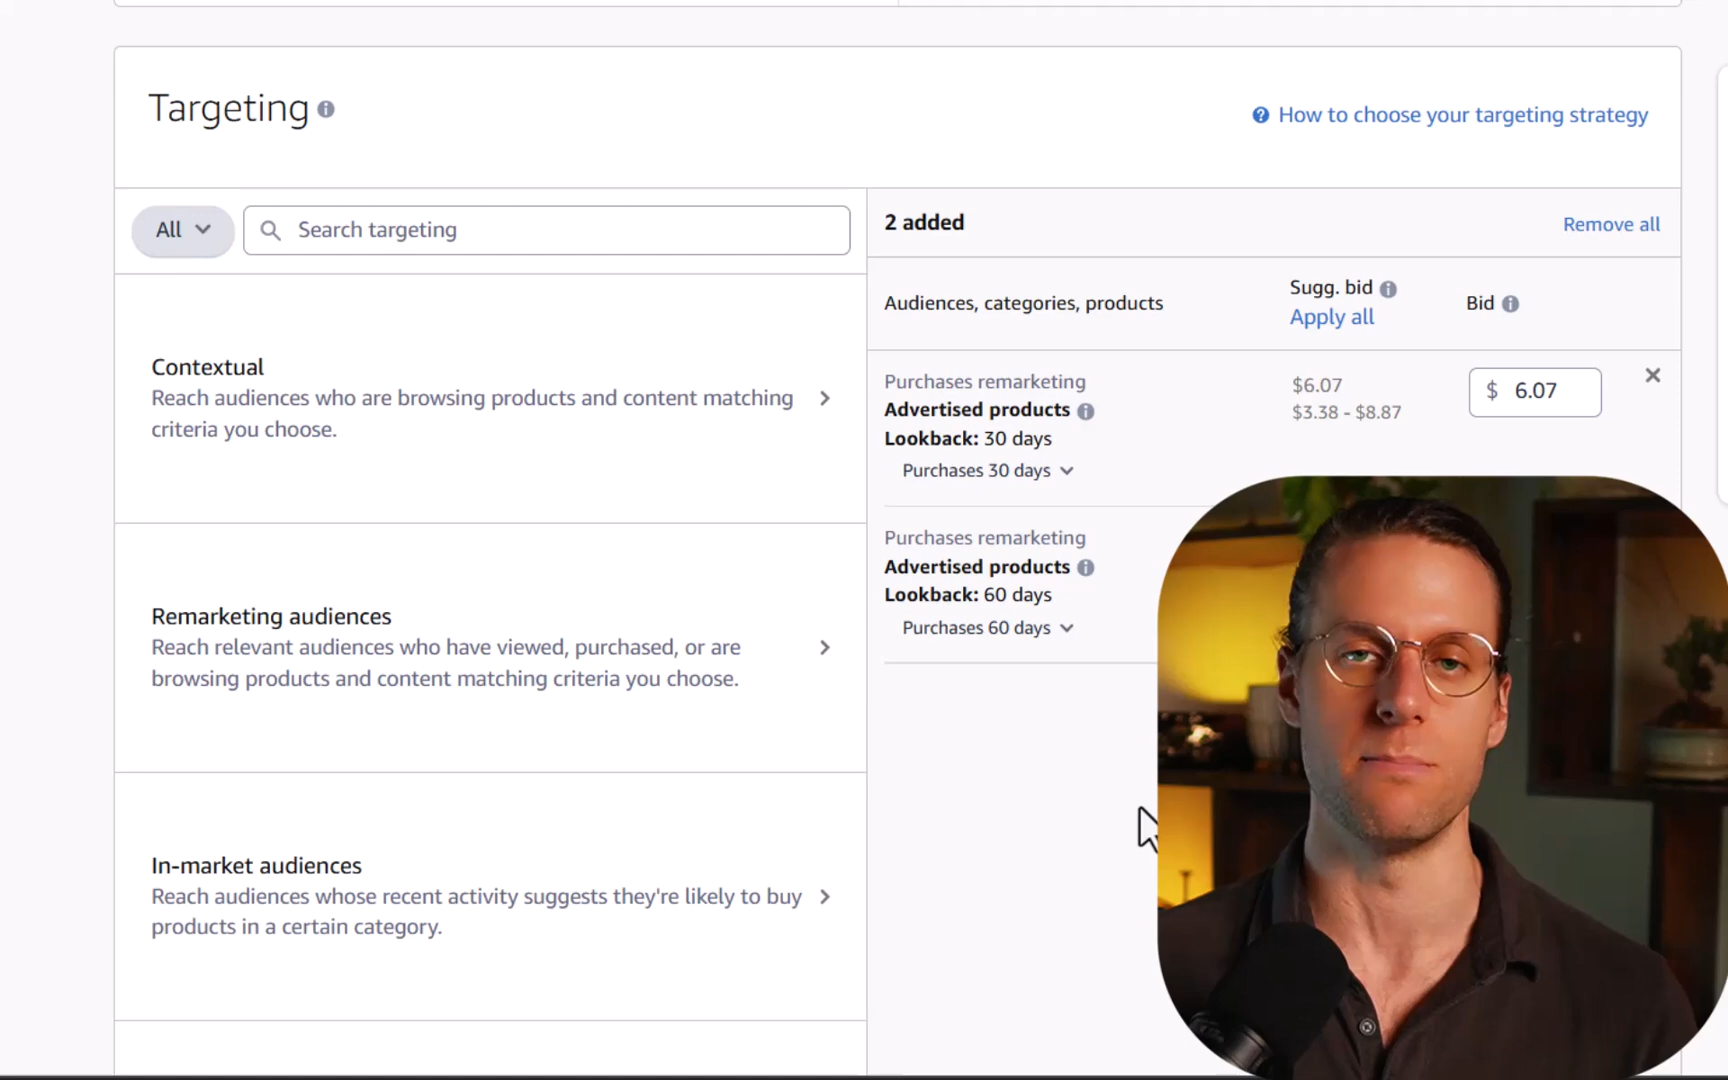 Targeting
How to choose your targeting strategy
All
Search targeting
2 added
Remove all
Audiences, categories, products
Sugg. bid
Apply all
Bid
Contextual
Reach audiences who are browsing products and content matching
criteria you choose.
Purchases remarketing
Advertised products
Lookback: 30 days
Purchases 30 days
$6.07
$3.38 - $8.87
$ 6.07
Purchases remarketing
Advertised products
Lookback: 60 days
Purchases 60 days
Remarketing audiences
Reach relevant audiences who have viewed, purchased, or are
browsing products and content matching criteria you choose.
In-market audiences
Reach audiences whose recent activity suggests they're likely to buy
products in a certain category.